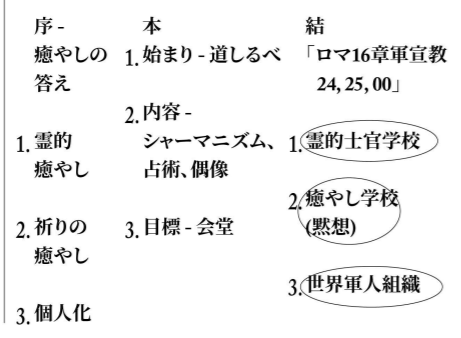 序 -
癒やしの
答え
1. 霊的
癒やし
2. 祈りの
癒やし
3. 個人化
本
1. 始まり - 道しるべ
2. 内容 -
シャーマニズム、
占術、偶像
3. 目標 - 会堂
結
「ロマ16章軍宣教
24, 25, 00」
1. 霊的士官学校
2. 癒やし学校
(黙想)
3. 世界軍人組織